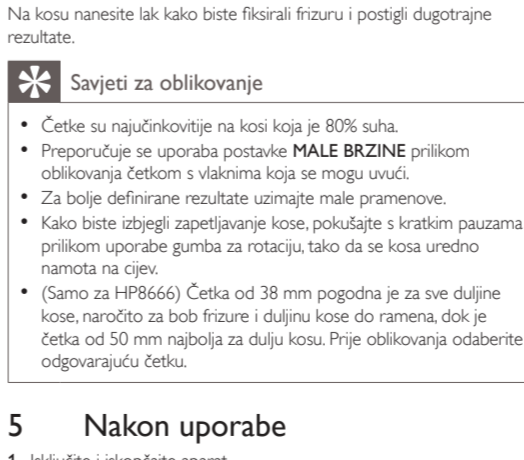 Na kosu nanesite lak kako biste fiksirali frizuru i postigli dugotrajne
rezultate.
Savjeti za oblikovanje
• Četke su najučinkovitije na kosi koja je 80% suha.
• Preporučuje se uporaba postavke MALE BRZINE prilikom
oblikovanja četkom s vlaknima koja se mogu uvući.
• Za bolje definirane rezultate uzimajte male pramenove.
• Kako biste izbjegli zapetljavanje kose, pokušajte s kratkim pauzama
prilikom uporabe gumba za rotaciju, tako da se kosa uredno
namota na cijev.
• (Samo za HP8666) Četka od 38 mm pogodna je za sve duljine
kose, naročito za bob frizure i duljinu kose do ramena, dok je
četka od 50 mm najbolja za dulju kosu. Prije oblikovanja odaberite
odgovarajuću četku.
5 Nakon uporabe
1 Isključite i iskopčajte aparat.